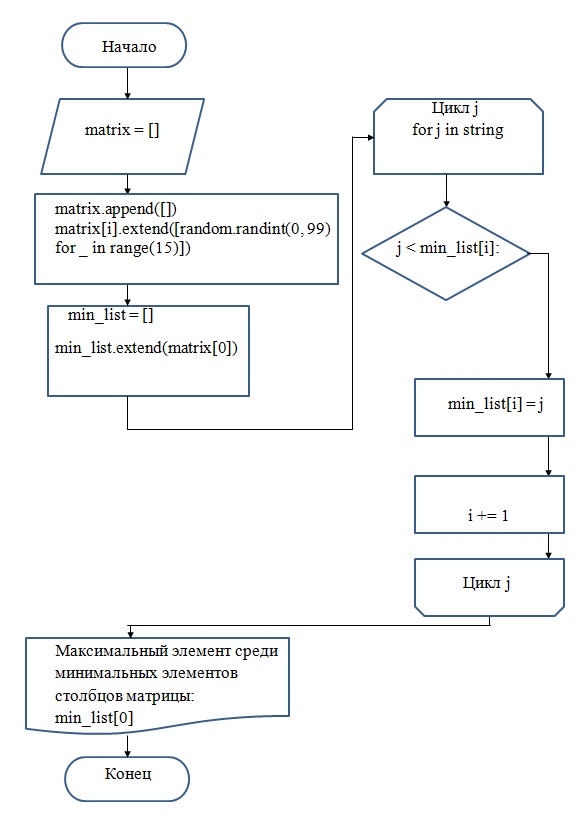 Начало
matrix = []
matrix.append([])
matrix[i].extend([random.randint(0, 99)
for _ in range(15)])
min_list = []
min_list.extend(matrix[0])
Цикл j
for j in string
j < min_list[i]:
min_list[i] = j
i += 1
Цикл j
Максимальный элемент среди
минимальных элементов
столбцов матрицы:
min_list[0]
Конец